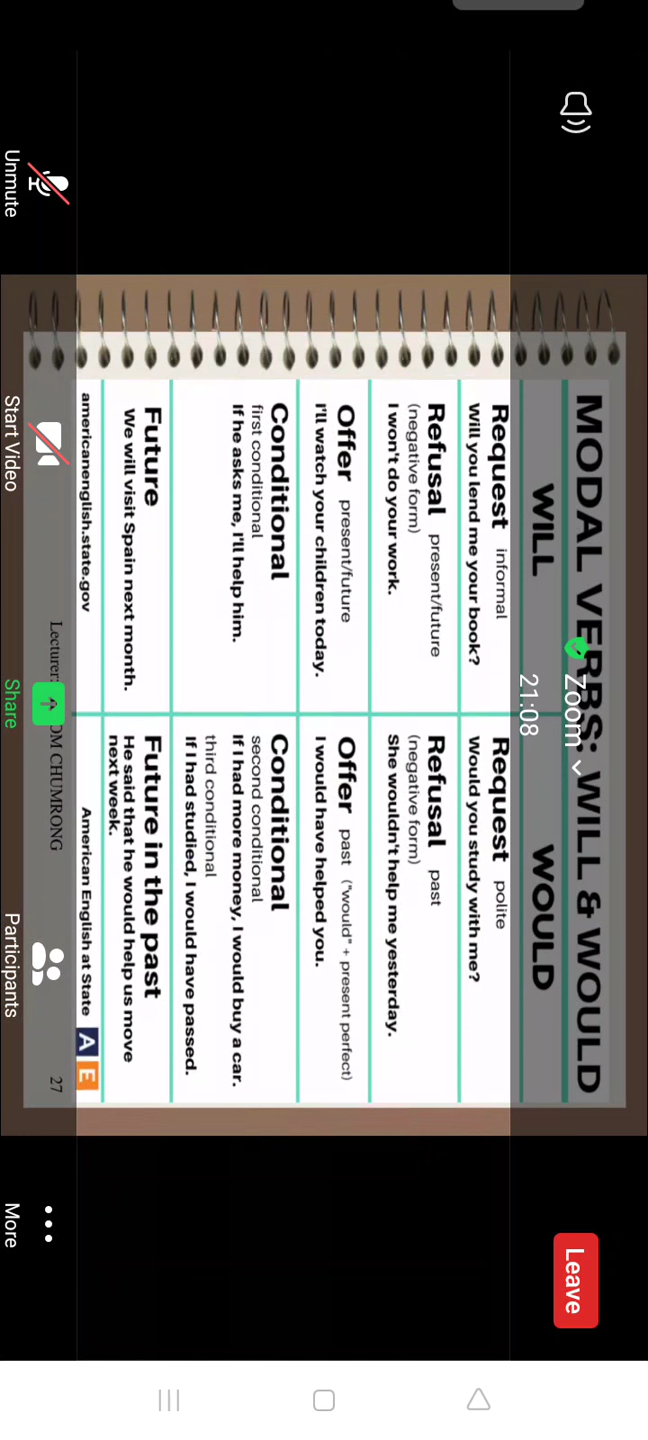 MODAL VERBS: WILL & WOULD
Zoom
21:08
Leave
WILL
WOULD
Request informal
Will you lend me your book?
Request polite
Would you study with me?
Refusal present/future
(negative form)
I won't do your work.
Refusal past
(negative form)
She wouldn't help me yesterday.
Offer present/future
I'll watch your children today.
Offer past ("would" + present perfect)
I would have helped you.
Conditional
first conditional
If he asks me, I'll help him.
Conditional
second conditional
If I had more money, I would buy a car.
third conditional
If I had studied, I would have passed.
Future
We will visit Spain next month.
Future in the past
He said that he would help us move
next week.
americanenglish.state.gov
American English at State
A E
Lecturer: OM CHUMRONG
27
Unmute
Start Video
Share
Participants
More